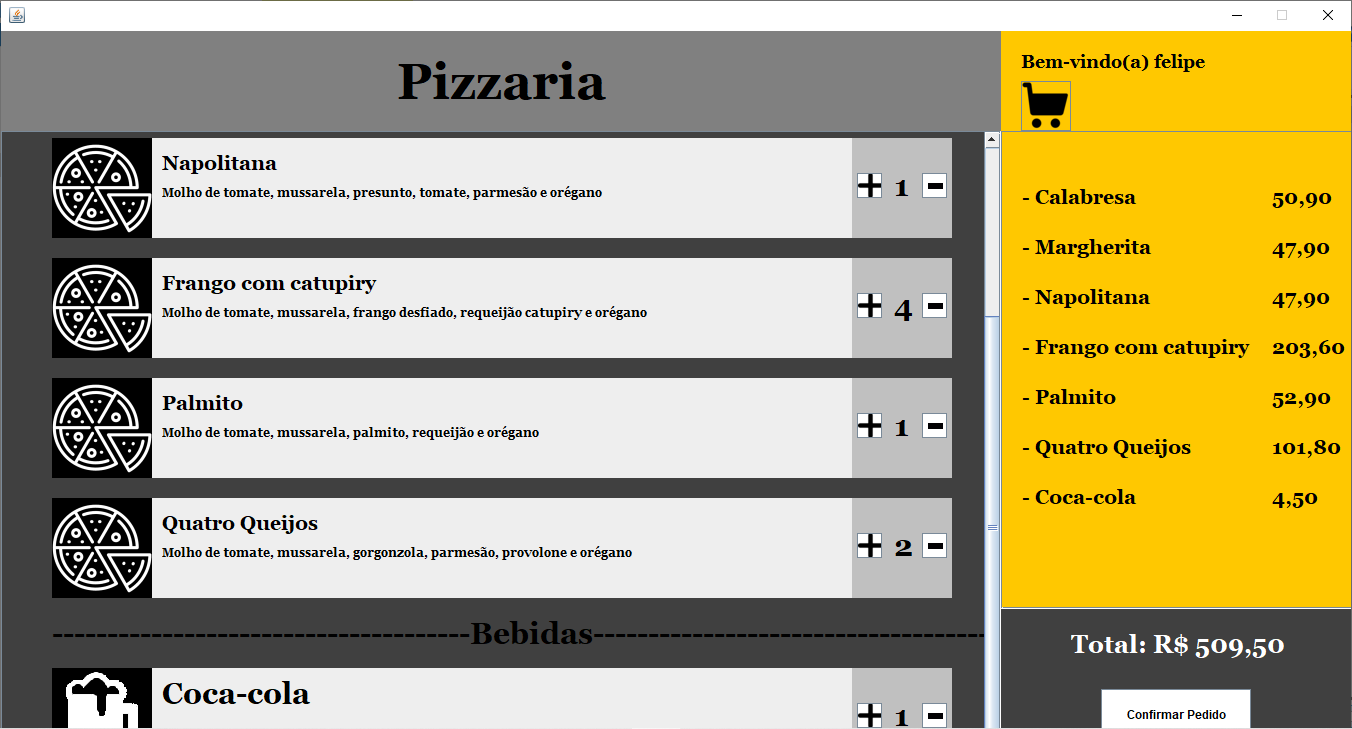 Pizzaria
Napolitana
Molho de tomate, mussarela, presunto, tomate, parmesão e orégano
1
Frango com catupiry
Molho de tomate, mussarela, frango desfiado, requeijão catupiry e orégano
4
Palmito
Molho de tomate, mussarela, palmito, requeijão e orégano
1
Quatro Queijos
Molho de tomate, mussarela, gorgonzola, parmesão, provolone e orégano
2
--------------------------------------Bebidas------------------------------------
Coca-cola
1
Bem-vindo(a) felipe
- Calabresa 50,90
- Margherita 47,90
- Napolitana 47,90
- Frango com catupiry 203,60
- Palmito 52,90
- Quatro Queijos 101,80
- Coca-cola 4,50
Total: R$ 509,50
Confirmar Pedido